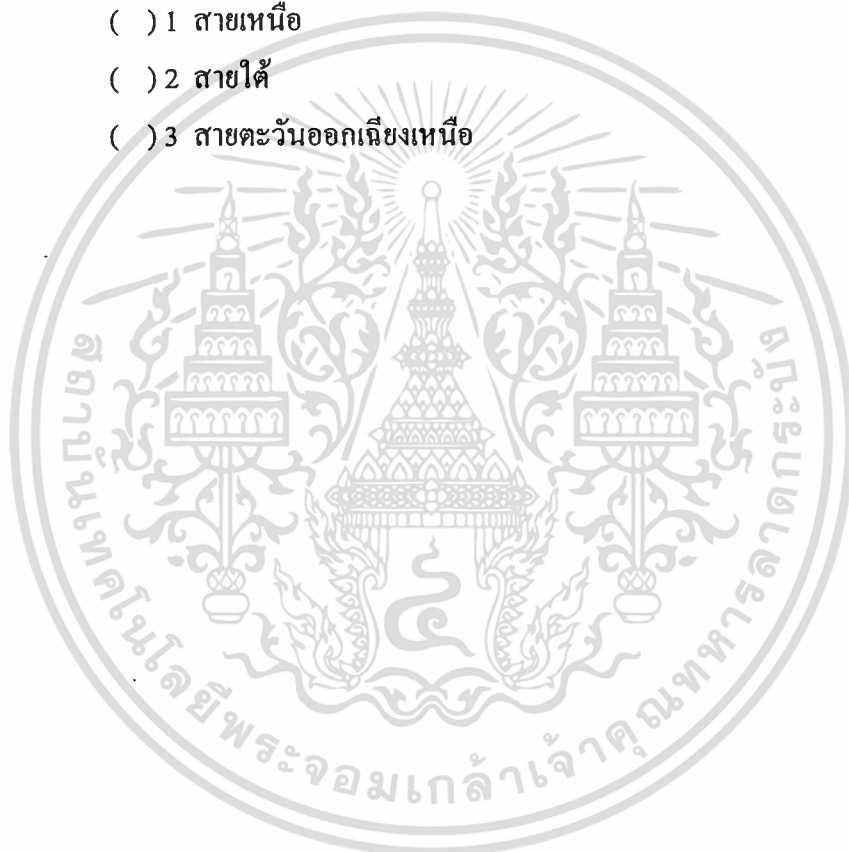 ( ) 1 สายเหนือ
( ) 2 สายใต้
( ) 3 สายตะวันออกเฉียงเหนือ
๔
สถาบันเทคโนโลยีพระจอมเกล้าเจ้าคุณทหารลาดกระบัง